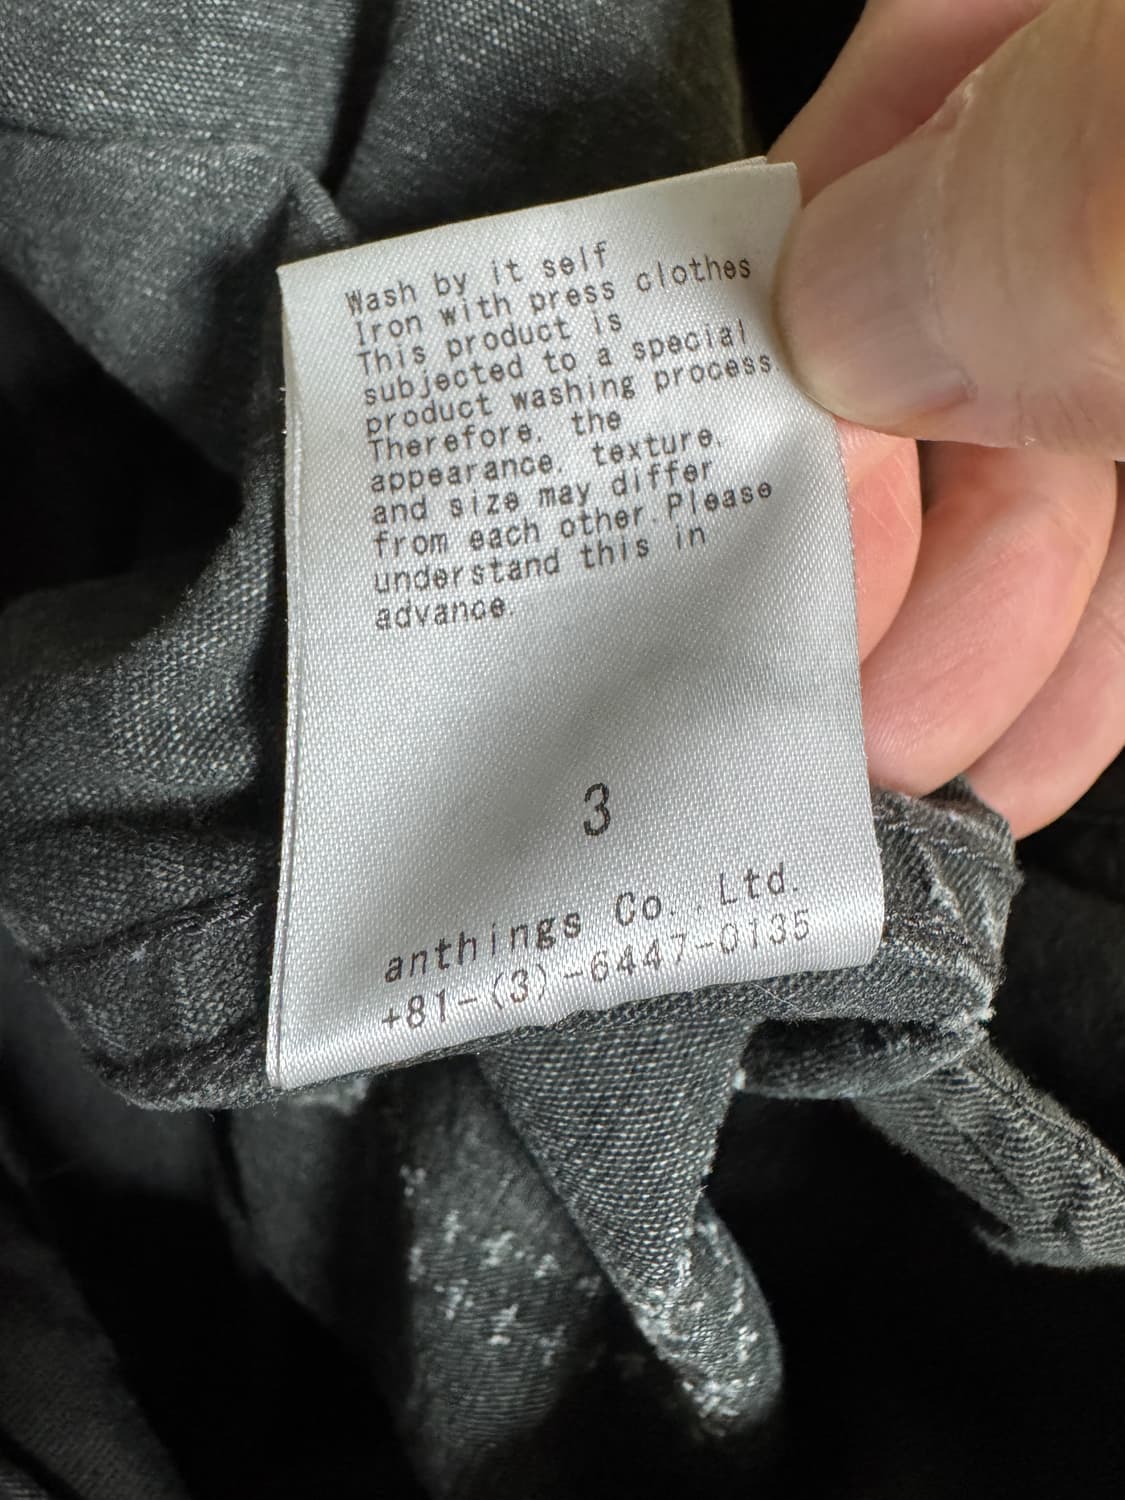 Wash by it self
Iron with press clothes
This product is
subjected to a special
product washing process.
Therefore, the
appearance, texture,
and size may differ
from each other.Please
understand this in
advance.
3
anthings Co.,Ltd.
+81-(3)-6447-0135